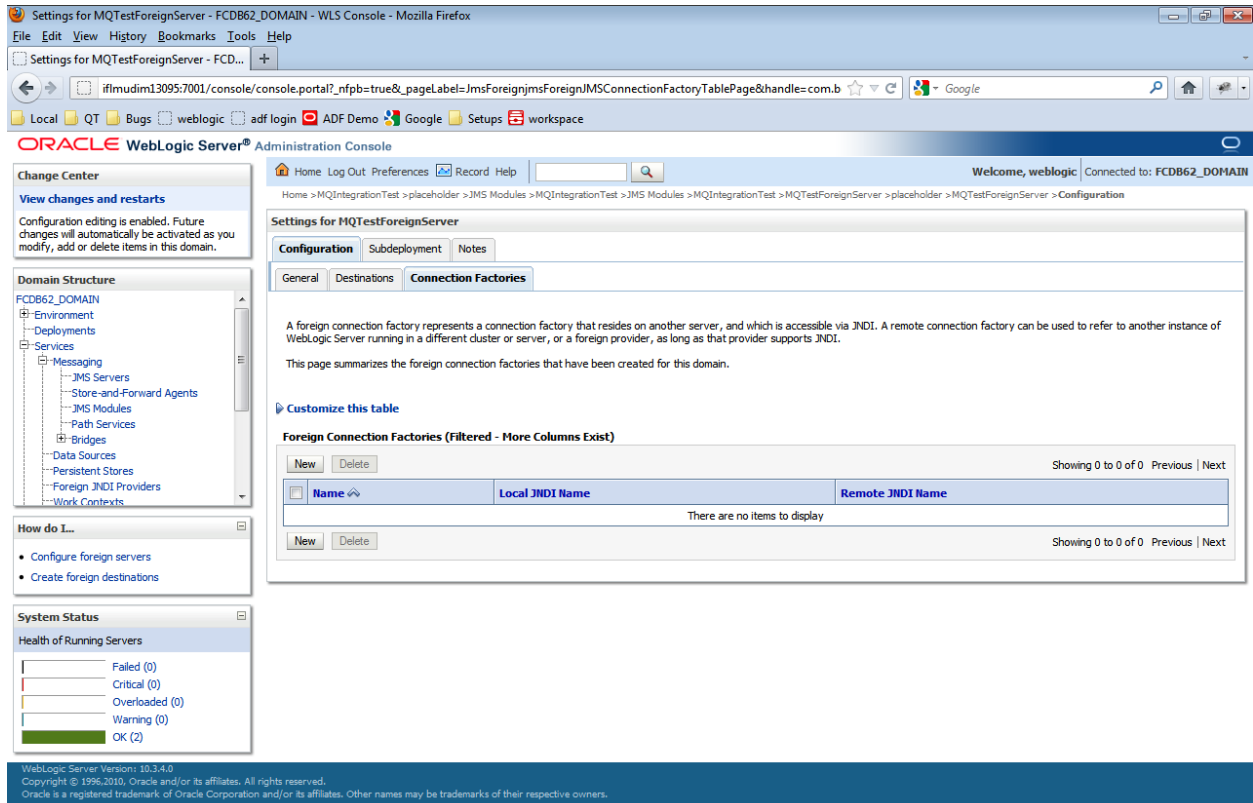 Settings for MQTestForeignServer - FCDB62_DOMAIN - WLS Console - Mozilla Firefox
File Edit View History Bookmarks Tools Help
Settings for MQTestForeignServer - FCD... +
iflmudim13095:7001/console/console.portal?_nfpb=true&_pageLabel=JmsForeignjmsForeignJMSConnectionFactoryTablePage&handle=com.b Google
Local QT Bugs weblogic adf login ADF Demo Google Setups workspace
ORACLE WebLogic Server® Administration Console
Change Center
View changes and restarts
Configuration editing is enabled. Future
changes will automatically be activated as you
modify, add or delete items in this domain.
Domain Structure
FCDB62_DOMAIN
Environment
Deployments
Services
Messaging
JMS Servers
Store-and-Forward Agents
JMS Modules
Path Services
Bridges
Data Sources
Persistent Stores
Foreign JNDI Providers
Work Contexts
How do I...
Configure foreign servers
Create foreign destinations
System Status
Health of Running Servers
Failed (0)
Critical (0)
Overloaded (0)
Warning (0)
OK (2)
Home Log Out Preferences Record Help
Welcome, weblogic Connected to: FCDB62_DOMAIN
Home >MQIntegrationTest >placeholder >JMS Modules >MQIntegrationTest >JMS Modules >MQIntegrationTest >MQTestForeignServer >placeholder >MQTestForeignServer >Configuration
Settings for MQTestForeignServer
Configuration Subdeployment Notes
General Destinations Connection Factories
A foreign connection factory represents a connection factory that resides on another server, and which is accessible via JNDI. A remote connection factory can be used to refer to another instance of
WebLogic Server running in a different cluster or server, or a foreign provider, as long as that provider supports JNDI.
This page summarizes the foreign connection factories that have been created for this domain.
Customize this table
Foreign Connection Factories (Filtered - More Columns Exist)
New Delete Showing 0 to 0 of 0 Previous | Next
Name Local JNDI Name Remote JNDI Name
There are no items to display
New Delete Showing 0 to 0 of 0 Previous | Next
WebLogic Server Version: 10.3.4.0
Copyright © 1996,2010, Oracle and/or its affiliates. All rights reserved.
Oracle is a registered trademark of Oracle Corporation and/or its affiliates. Other names may be trademarks of their respective owners.